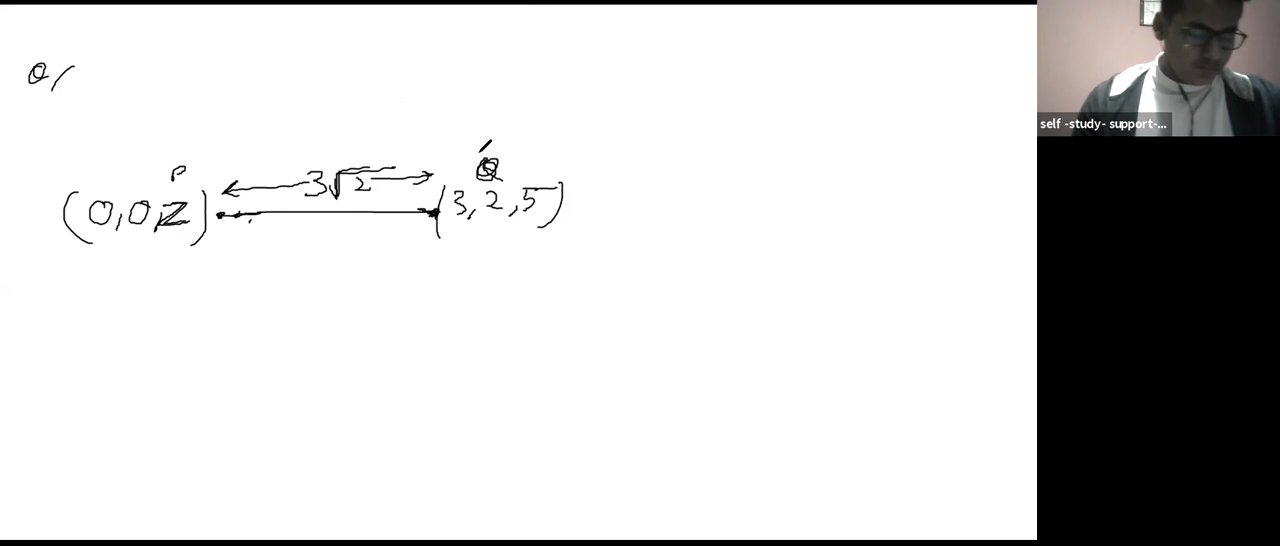 Q/
P 3√2 Q
(0,0,z) (3,2,5)
self -study- support-...